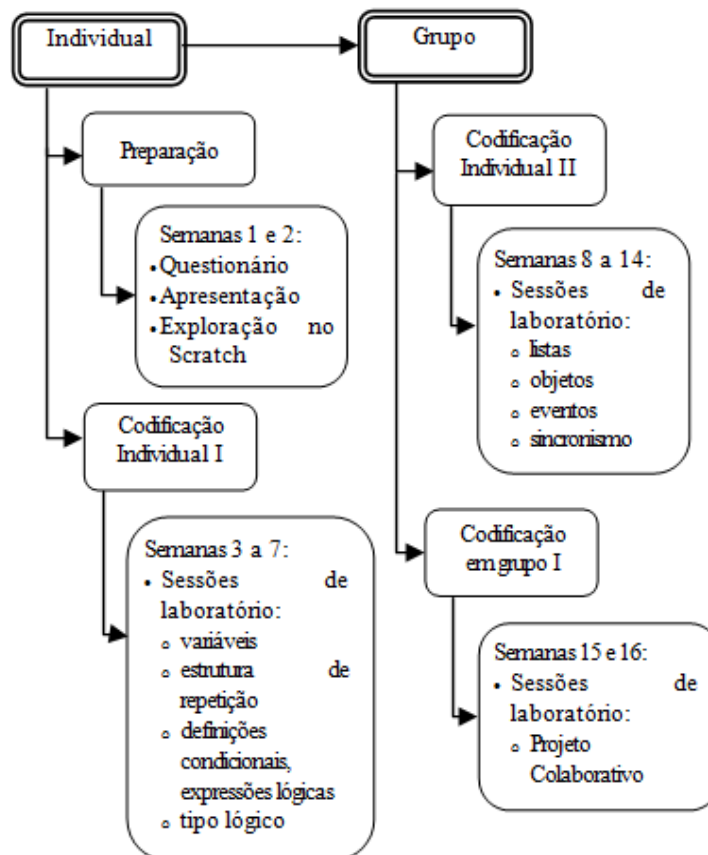 Individual
Preparação
Semanas 1 e 2:
• Questionário
• Apresentação
• Exploração no
Scratch
Codificação
Individual I
Semanas 3 a 7:
• Sessões de
laboratório:
o variáveis
o estrutura de
repetição
o definições
condicionais,
expressões lógicas
o tipo lógico
Grupo
Codificação
Individual II
Semanas 8 a 14:
• Sessões de
laboratório:
o listas
o objetos
o eventos
o sincronismo
Codificação
em grupo I
Semanas 15 e 16:
• Sessões de
laboratório:
o Projeto
Colaborativo